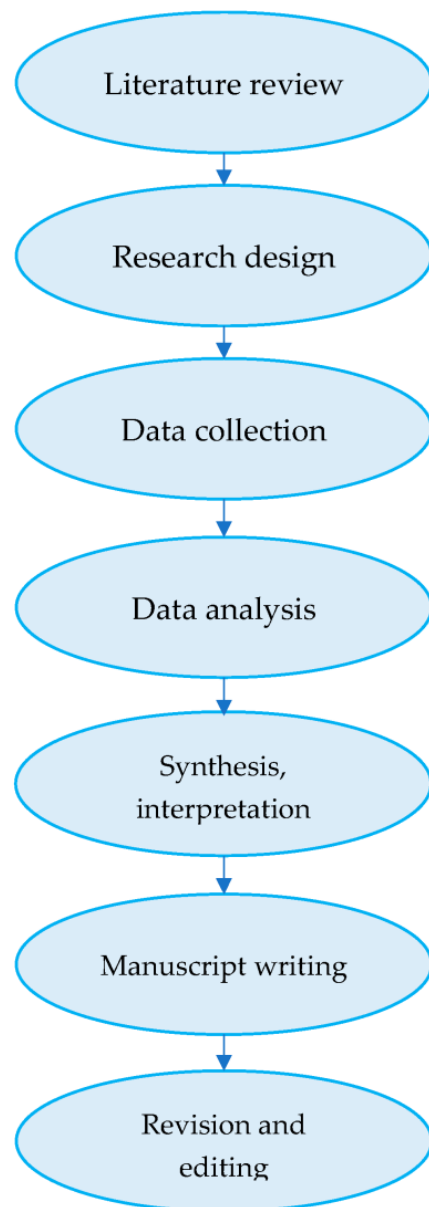 Literature review
Research design
Data collection
Data analysis
Synthesis,
interpretation
Manuscript writing
Revision and
editing